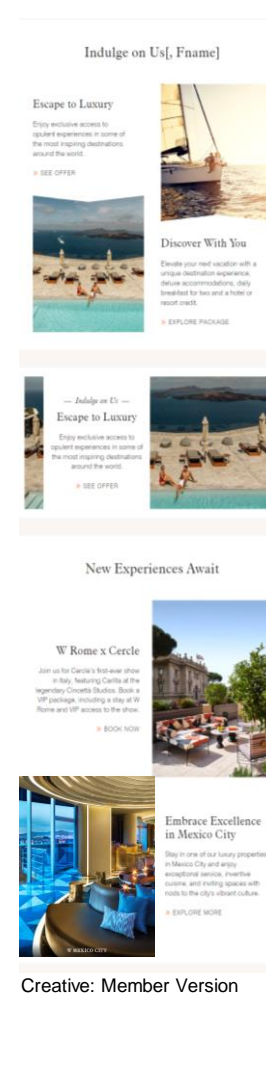 Indulge on Us[, Fname]
Escape to Luxury
Enjoy exclusive access to
opulent experiences in some of
the most inspiring destinations
around the world.
» SEE OFFER
Discover With You
Elevate your next vacation with a
unique destination experience,
deluxe accommodations, daily
breakfast for two and a hotel or
resort credit.
» EXPLORE PACKAGE
— Indulge on Us —
Escape to Luxury
Enjoy exclusive access to
opulent experiences in some of
the most inspiring destinations
around the world.
» SEE OFFER
New Experiences Await
W Rome x Cercle
Join us for Cercle's first-ever show
in Italy, featuring Carlita at the
legendary Cinecittà Studios. Book a
VIP package, including a stay at W
Rome and VIP access to the show.
» BOOK NOW
W MEXICO CITY
Embrace Excellence
in Mexico City
Stay in one of our luxury properties
in Mexico City and enjoy
exceptional service, inventive
cuisine, and inviting spaces with
nods to the city's vibrant culture.
» EXPLORE MORE
Creative: Member Version